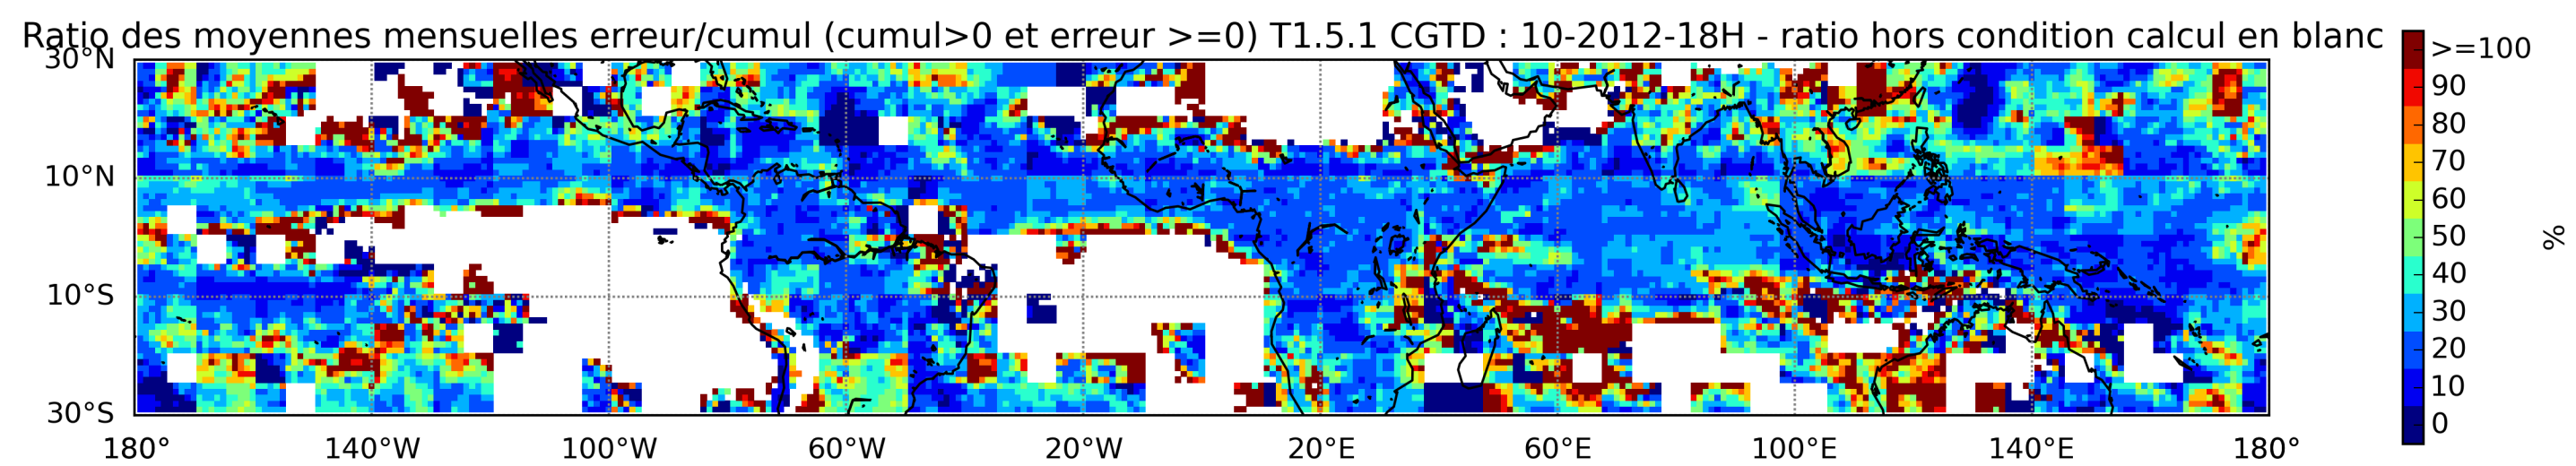 Ratio des moyennes mensuelles erreur/cumul (cumul>0 et erreur >=0) T1.5.1 CGTD : 10-2012-18H - ratio hors condition calcul en blanc
30°N
10°N
10°S
30°S
180°
140°W
100°W
60°W
20°W
20°E
60°E
100°E
140°E
180°
>=100
90
80
70
60
50
40
30
20
10
0
%